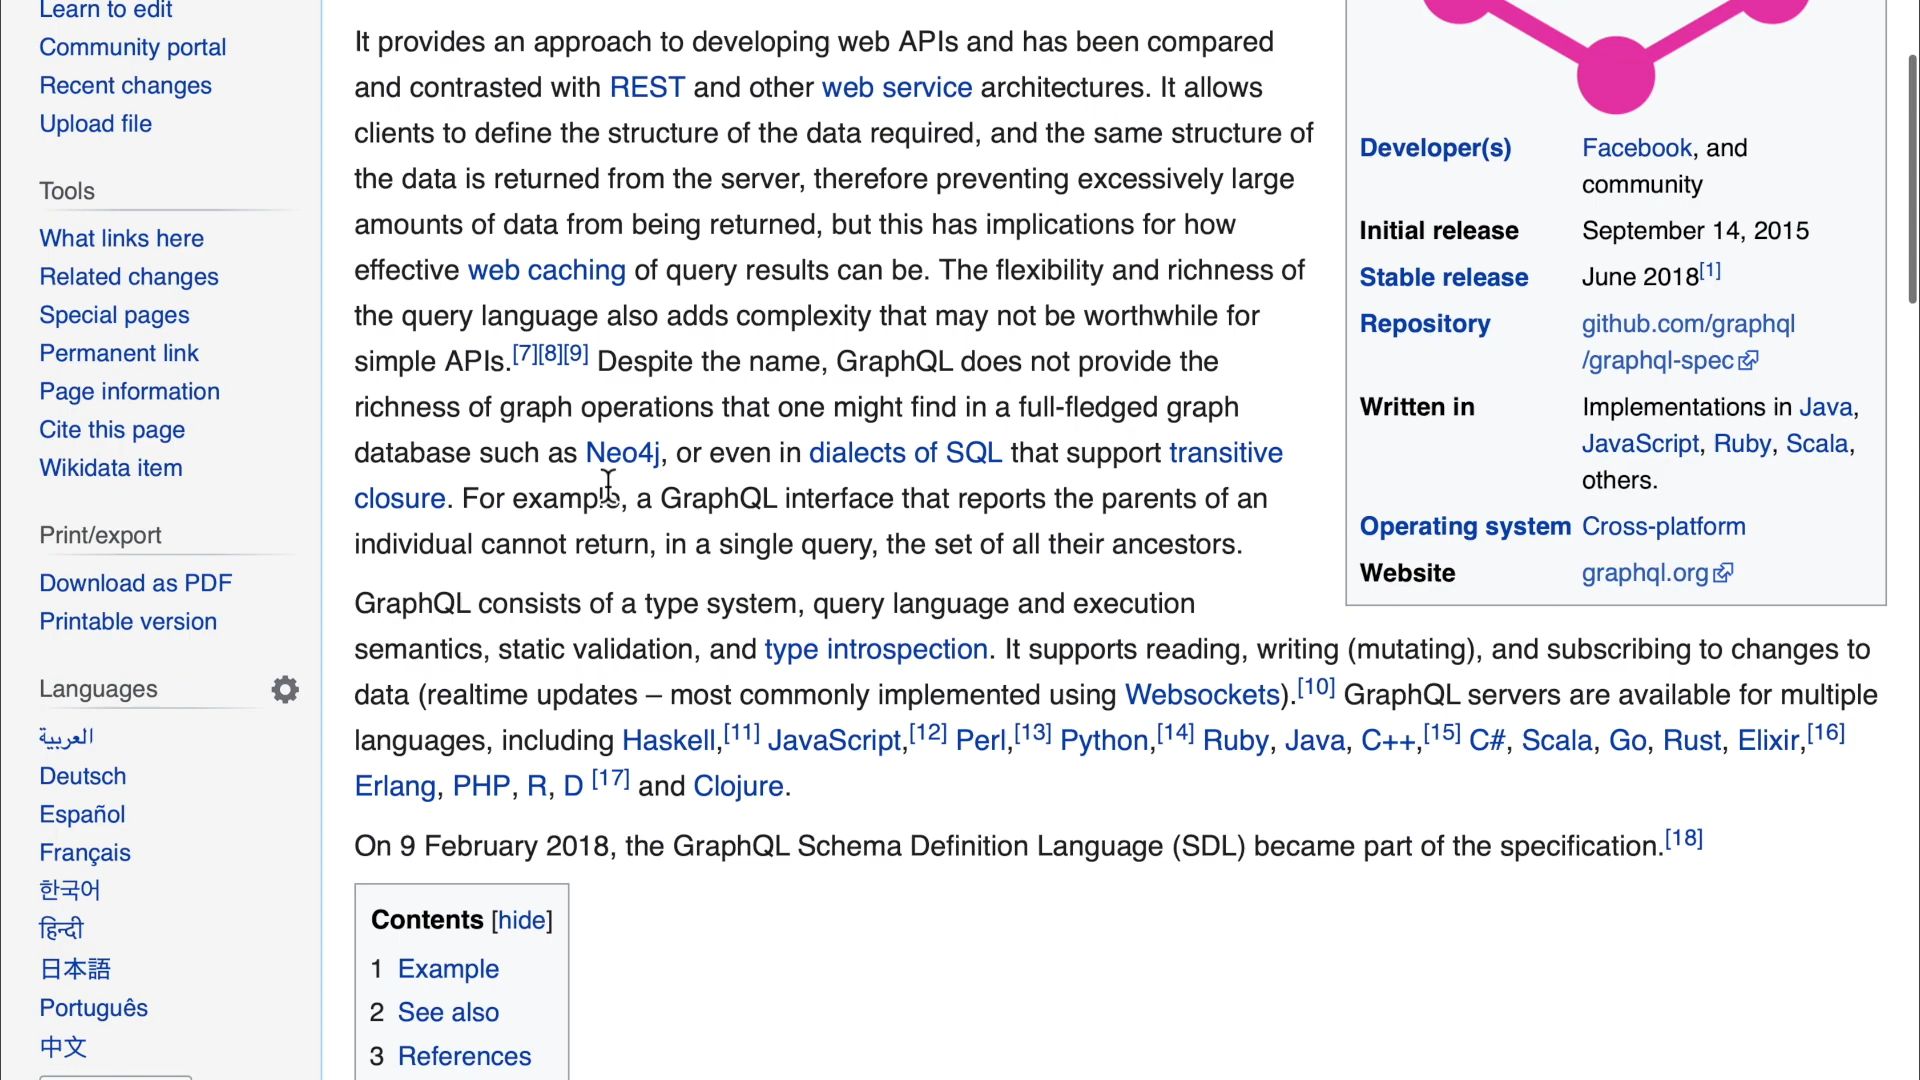 Learn to edit
Community portal
Recent changes
Upload file
Tools
What links here
Related changes
Special pages
Permanent link
Page information
Cite this page
Wikidata item
Print/export
Download as PDF
Printable version
Languages
العربية
Deutsch
Español
Français
한국어
हिन्दी
日本語
Português
中文
It provides an approach to developing web APIs and has been compared
and contrasted with REST and other web service architectures. It allows
clients to define the structure of the data required, and the same structure of
the data is returned from the server, therefore preventing excessively large
amounts of data from being returned, but this has implications for how
effective web caching of query results can be. The flexibility and richness of
the query language also adds complexity that may not be worthwhile for
simple APIs.[7][8][9] Despite the name, GraphQL does not provide the
richness of graph operations that one might find in a full-fledged graph
database such as Neo4j, or even in dialects of SQL that support transitive
closure. For example, a GraphQL interface that reports the parents of an
individual cannot return, in a single query, the set of all their ancestors.
GraphQL consists of a type system, query language and execution
semantics, static validation, and type introspection. It supports reading, writing (mutating), and subscribing to changes to
data (realtime updates – most commonly implemented using Websockets).[10] GraphQL servers are available for multiple
languages, including Haskell,[11] JavaScript,[12] Perl,[13] Python,[14] Ruby, Java, C++,[15] C#, Scala, Go, Rust, Elixir,[16]
Erlang, PHP, R, D [17] and Clojure.
On 9 February 2018, the GraphQL Schema Definition Language (SDL) became part of the specification.[18]
Contents [hide]
1 Example
2 See also
3 References
Developer(s) Facebook, and
community
Initial release September 14, 2015
Stable release June 2018[1]
Repository github.com/graphql
/graphql-spec
Written in Implementations in Java,
JavaScript, Ruby, Scala,
others.
Operating system Cross-platform
Website graphql.org